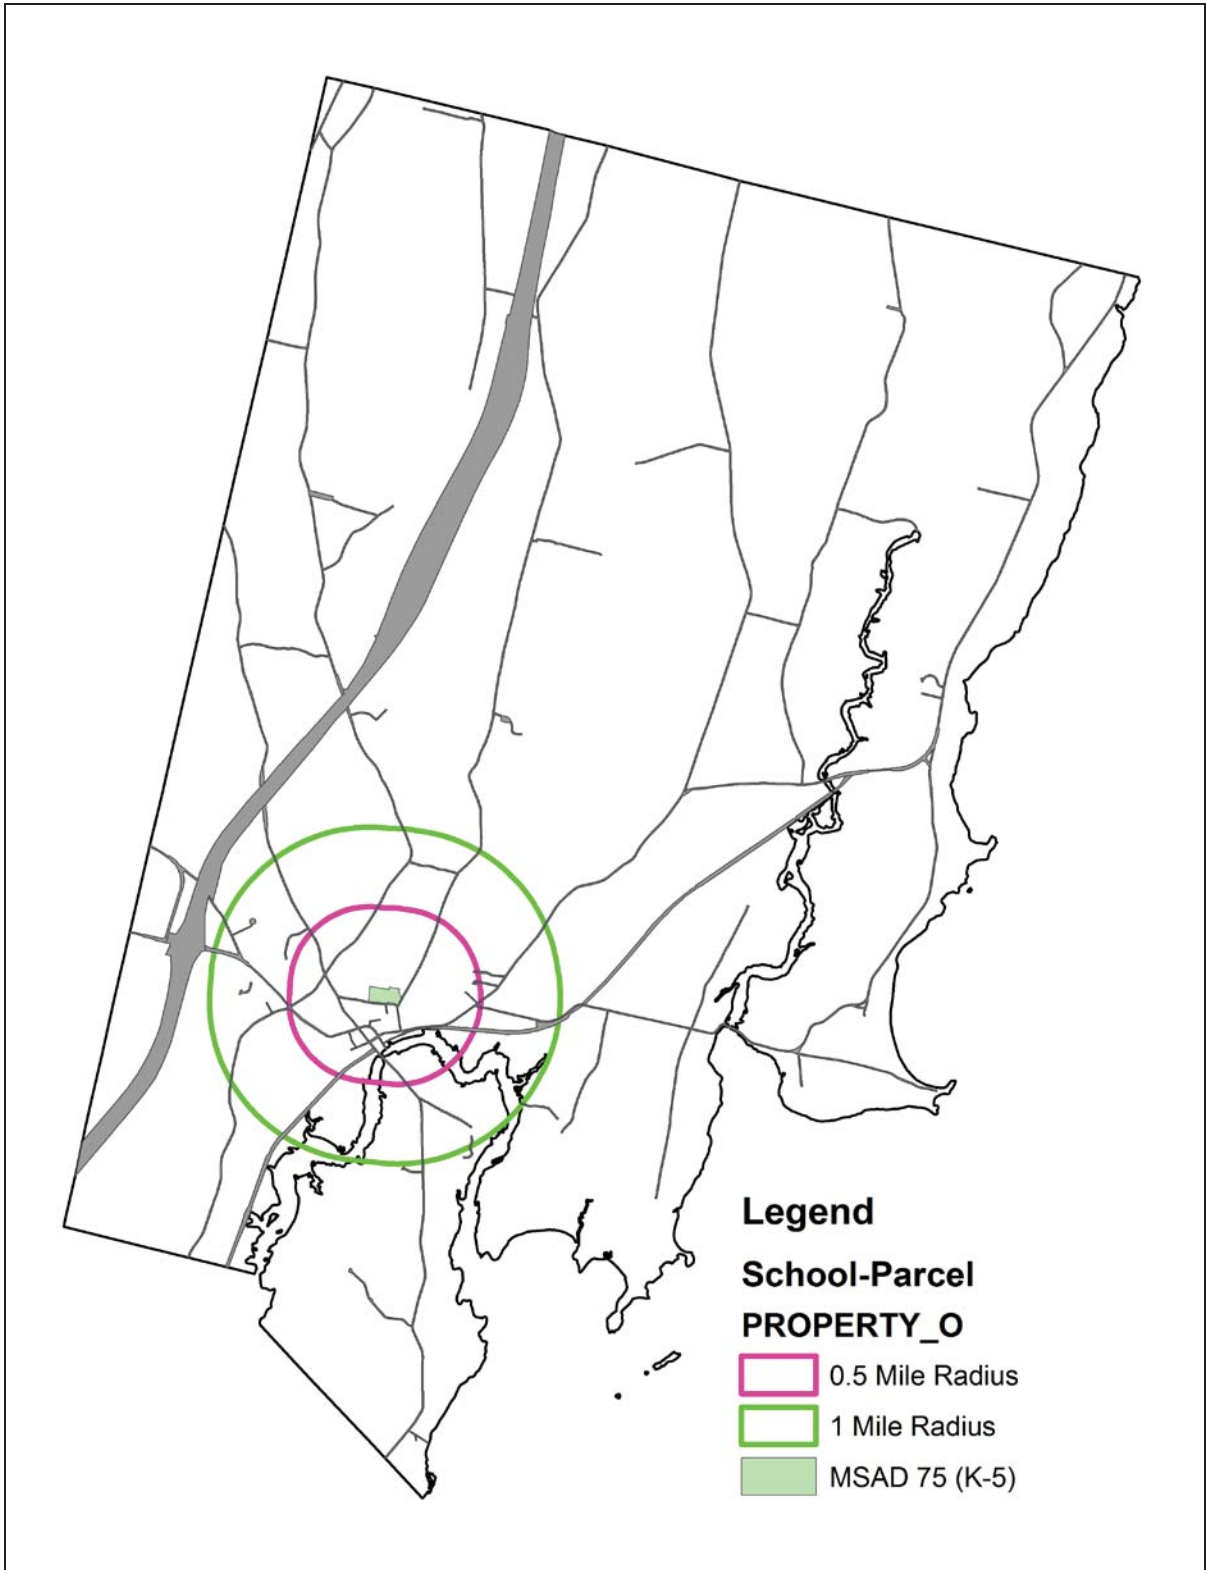 Legend
School-Parcel
PROPERTY_O
0.5 Mile Radius
1 Mile Radius
MSAD 75 (K-5)